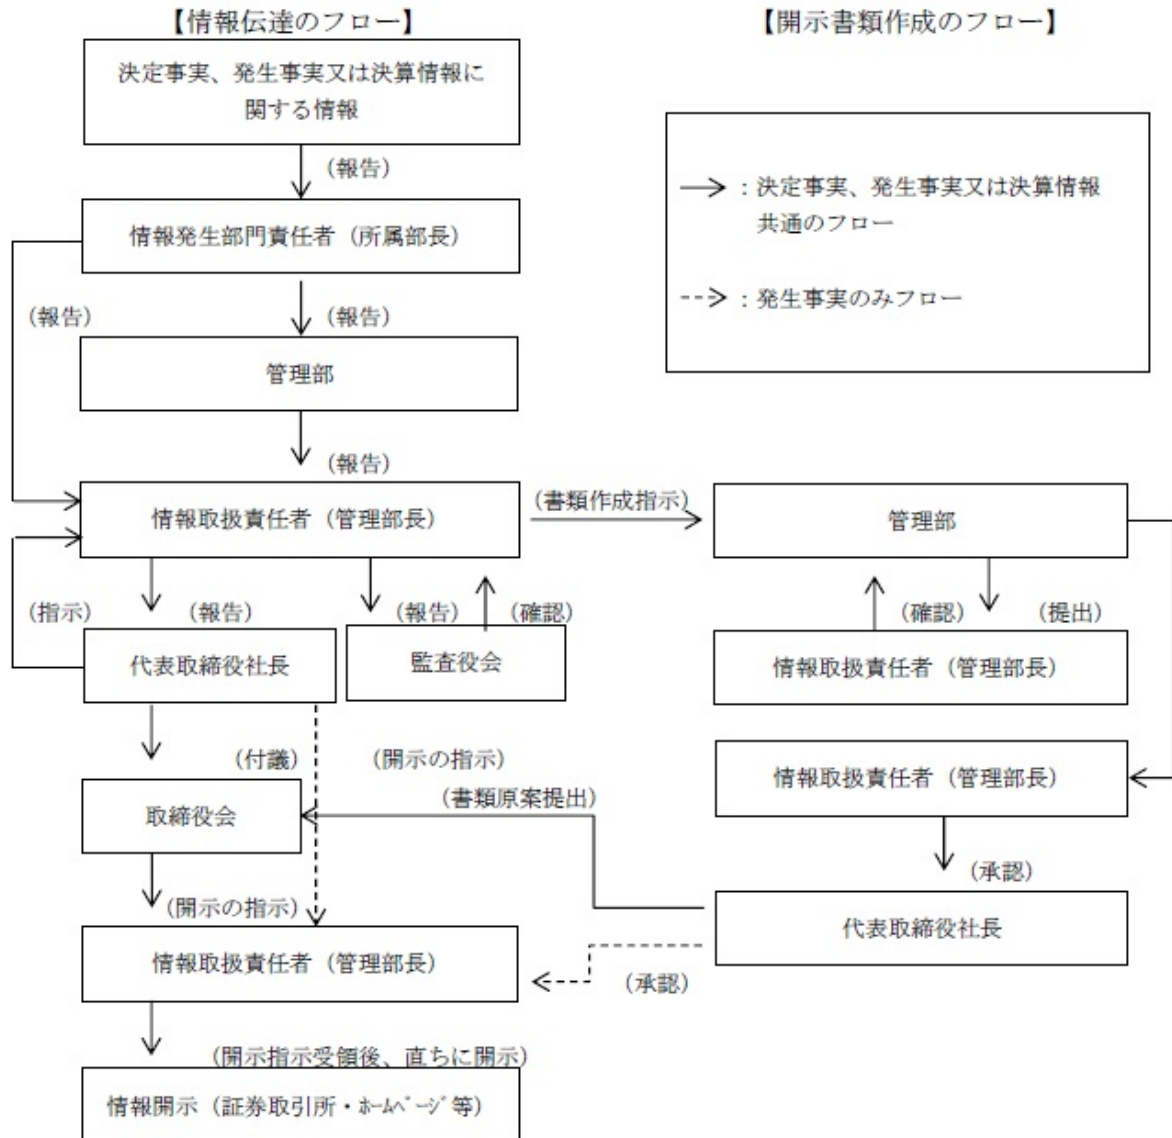 【情報伝達のフロー】
【開示書類作成のフロー】
決定事実、発生事実又は決算情報に
関する情報
(報告)
情報発生部門責任者（所属部長）
(報告)
(報告)
管理部
(報告)
情報取扱責任者（管理部長）
(指示)
(報告)
(報告)
(確認)
代表取締役社長
監査役会
(付議)
(開示の指示)
(書類原案提出)
取締役会
(開示の指示)
情報取扱責任者（管理部長）
(開示指示受領後、直ちに開示)
情報開示（証券取引所・ﾎｰﾑﾍﾟｰｼﾞ等）
：決定事実、発生事実又は決算情報
共通のフロー
：発生事実のみフロー
(書類作成指示)
管理部
(確認)
(提出)
情報取扱責任者（管理部長）
情報取扱責任者（管理部長）
(承認)
代表取締役社長
(承認)